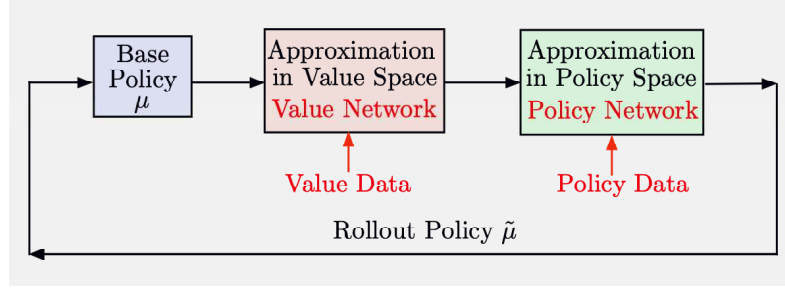 Base
Policy
μ
Approximation
in Value Space
Value Network
Approximation
in Policy Space
Policy Network
Value Data
Policy Data
Rollout Policy μ̃